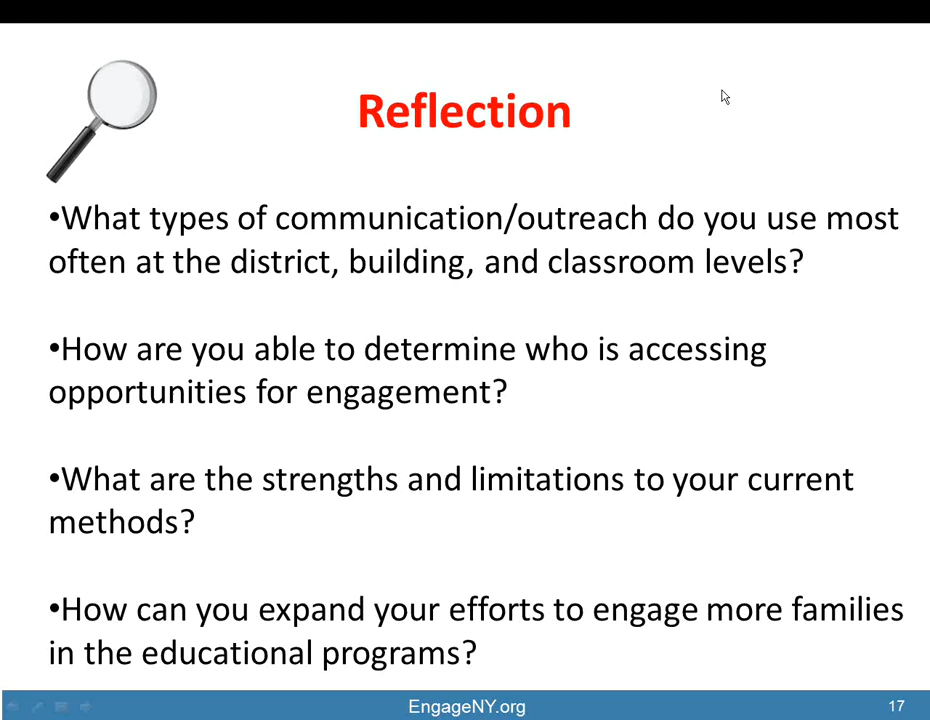 Reflection
•What types of communication/outreach do you use most
often at the district, building, and classroom levels?
•How are you able to determine who is accessing
opportunities for engagement?
•What are the strengths and limitations to your current
methods?
•How can you expand your efforts to engage more families
in the educational programs?
EngageNY.org
17